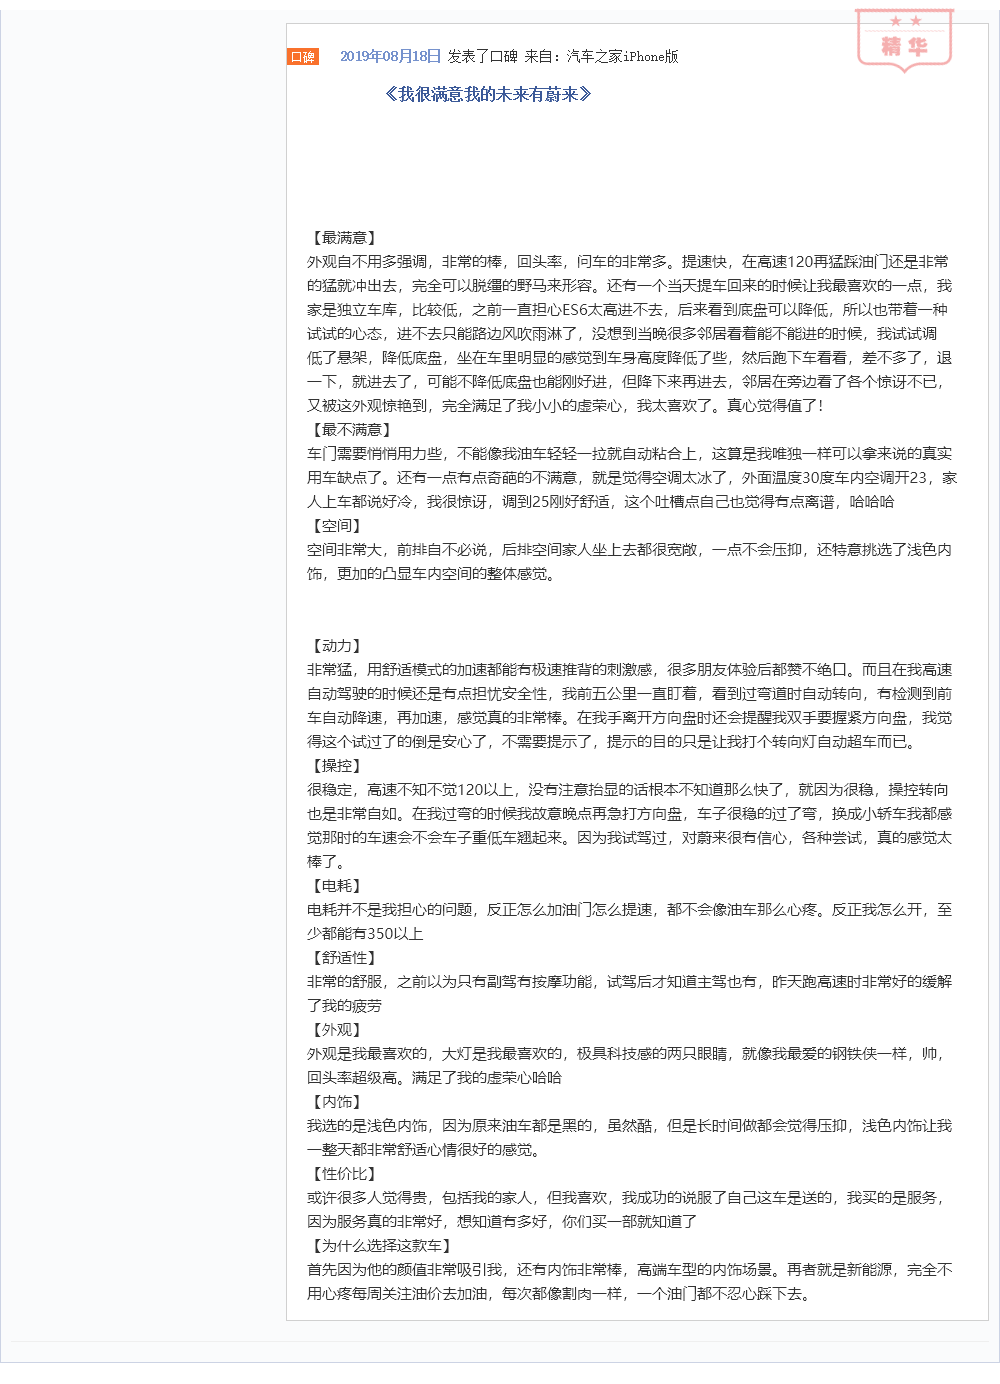 精华
口碑 2019年08月18日 发表了口碑 来自：汽车之家iPhone版
《我很满意我的未来有蔚来》
【最满意】
外观自不用多强调，非常的棒，回头率，问车的非常多。提速快，在高速120再猛踩油门还是非常
的猛就冲出去，完全可以脱缰的野马来形容。还有一个当天提车回来的时候让我最喜欢的一点，我
家是独立车库，比较低，之前一直担心ES6太高进不去，后来看到底盘可以降低，所以也带着一种
试试的心态，进不去只能路边风吹雨淋了，没想到当晚很多邻居看着能不能进的时候，我试试调
低了悬架，降低底盘，坐在车里明显的感觉到车身高度降低了些，然后跑下车看看，差不多了，退
一下，就进去了，可能不降低底盘也能刚好进，但降下来再进去，邻居在旁边看了各个惊讶不已，
又被这外观惊艳到，完全满足了我小小的虚荣心，我太喜欢了。真心觉得值了！
【最不满意】
车门需要悄悄用力些，不能像我油车轻轻一拉就自动粘合上，这算是我唯独一样可以拿来说的真实
用车缺点了。还有一点有点奇葩的不满意，就是觉得空调太冰了，外面温度30度车内空调开23，家
人上车都说好冷，我很惊讶，调到25刚好舒适，这个吐槽点自己也觉得有点离谱，哈哈哈
【空间】
空间非常大，前排自不必说，后排空间家人坐上去都很宽敞，一点不会压抑，还特意挑选了浅色内
饰，更加的凸显车内空间的整体感觉。
【动力】
非常猛，用舒适模式的加速都能有极速推背的刺激感，很多朋友体验后都赞不绝口。而且在我高速
自动驾驶的时候还是有点担忧安全性，我前五公里一直盯着，看到过弯道时自动转向，有检测到前
车自动降速，再加速，感觉真的非常棒。在我手离开方向盘时还会提醒我双手要握紧方向盘，我觉
得这个试过了的倒是安心了，不需要提示了，提示的目的只是让我打个转向灯自动超车而已。
【操控】
很稳定，高速不知不觉120以上，没有注意抬显的话根本不知道那么快了，就因为很稳，操控转向
也是非常自如。在我过弯的时候我故意晚点再急打方向盘，车子很稳的过了弯，换成小轿车我都感
觉那时的车速会不会车子重低车翘起来。因为我试驾过，对蔚来很有信心，各种尝试，真的感觉太
棒了。
【电耗】
电耗并不是我担心的问题，反正怎么加油门怎么提速，都不会像油车那么心疼。反正我怎么开，至
少都能有350以上
【舒适性】
非常的舒服，之前以为只有副驾有按摩功能，试驾后才知道主驾也有，昨天跑高速时非常好的缓解
了我的疲劳
【外观】
外观是我最喜欢的，大灯是我最喜欢的，极具科技感的两只眼睛，就像我最爱的钢铁侠一样，帅，
回头率超级高。满足了我的虚荣心哈哈
【内饰】
我选的是浅色内饰，因为原来油车都是黑的，虽然酷，但是长时间做都会觉得压抑，浅色内饰让我
一整天都非常舒适心情很好的感觉。
【性价比】
或许很多人觉得贵，包括我的家人，但我喜欢，我成功的说服了自己这车是送的，我买的是服务，
因为服务真的非常好，想知道有多好，你们买一部就知道了
【为什么选择这款车】
首先因为他的颜值非常吸引我，还有内饰非常棒，高端车型的内饰场景。再者就是新能源，完全不
用心疼每周关注油价去加油，每次都像割肉一样，一个油门都不忍心踩下去。